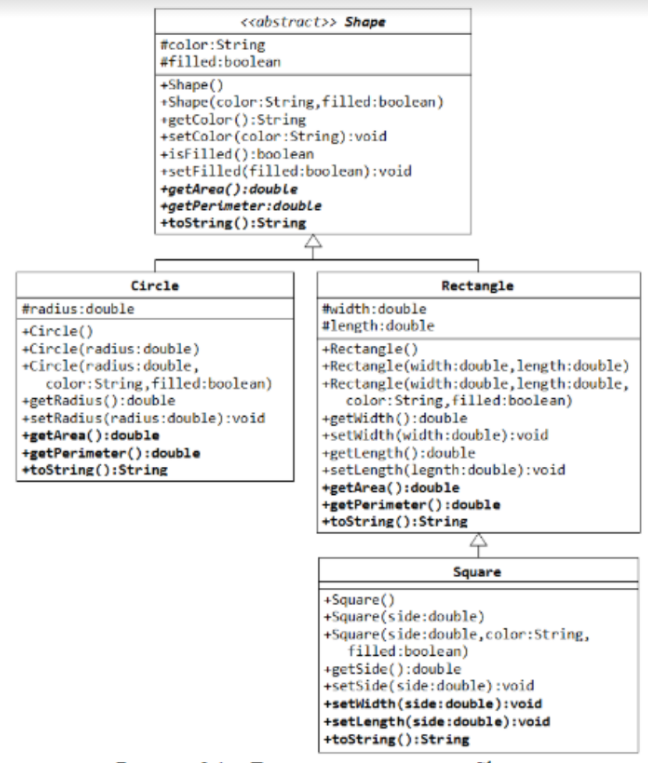 <<abstract>> Shape
#color:String
#filled:boolean
+Shape()
+Shape(color:String,filled:boolean)
+getColor():String
+setColor(color:String):void
+isFilled():boolean
+setFilled(filled:boolean):void
+getArea():double
+getPerimeter:double
+toString():String
Circle
#radius:double
+Circle()
+Circle(radius:double)
+Circle(radius:double,
color:String,filled:boolean)
+getRadius():double
+setRadius(radius:double):void
+getArea():double
+getPerimeter():double
+toString():String
Rectangle
#width:double
#length:double
+Rectangle()
+Rectangle(width:double,length:double)
+Rectangle(width:double,length:double,
color:String,filled:boolean)
+getWidth():double
+setWidth(width:double):void
+getLength():double
+setLength(legnth:double):void
+getArea():double
+getPerimeter():double
+toString():String
Square
+Square()
+Square(side:double)
+Square(side:double,color:String,
filled:boolean)
+getSide():double
+setSide(side:double):void
+setWidth(side:double):void
+setLength(side:double):void
+toString():String